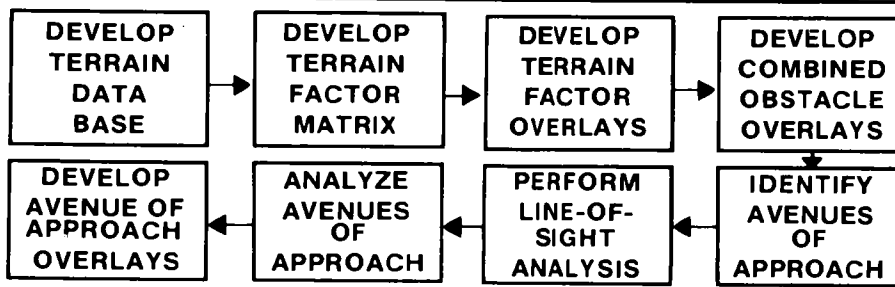 DEVELOP
TERRAIN
DATA
BASE
DEVELOP
TERRAIN
FACTOR
MATRIX
DEVELOP
TERRAIN
FACTOR
OVERLAYS
DEVELOP
COMBINED
OBSTACLE
OVERLAYS
IDENTIFY
AVENUES
OF
APPROACH
PERFORM
LINE-OF-
SIGHT
ANALYSIS
ANALYZE
AVENUES
OF
APPROACH
DEVELOP
AVENUE OF
APPROACH
OVERLAYS